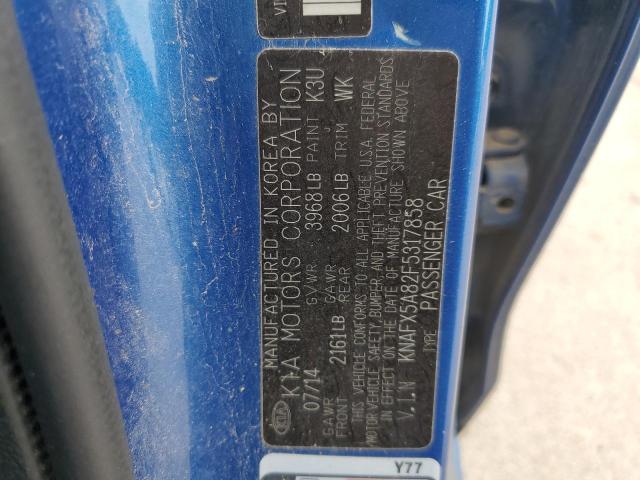 VI
MANUFACTURED IN KOREA BY
KIA MOTORS CORPORATION
07/14 GVWR 3968LB PAINT K3U
GAWR FRONT 2161LB GAWR REAR 2006LB TRIM WK
THIS VEHICLE CONFORMS TO ALL APPLICABLE U.S.A. FEDERAL
MOTOR VEHICLE SAFETY, BUMPER, AND THEFT PREVENTION STANDARDS
IN EFFECT ON THE DATE OF MANUFACTURE SHOWN ABOVE
V.I.N KNAFX5A82F5317858
TYPE PASSENGER CAR
KIA
Y77